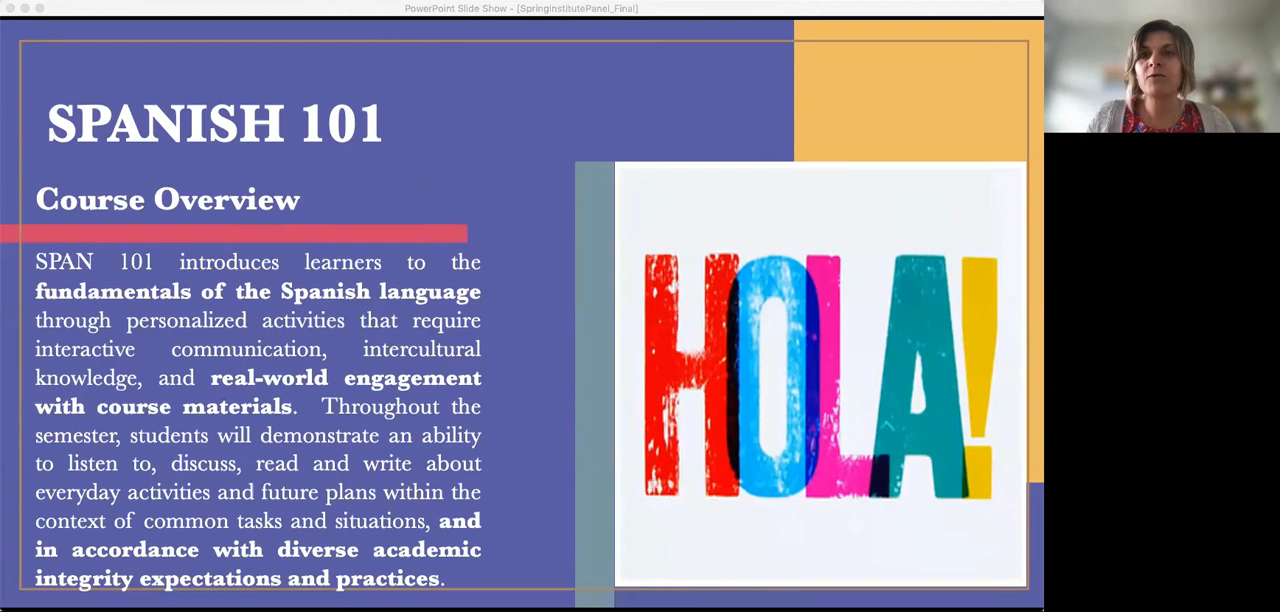 PowerPoint Slide Show - [SpringInstitutePanel_Final]
SPANISH 101
Course Overview
SPAN 101 introduces learners to the
fundamentals of the Spanish language
through personalized activities that require
interactive communication, intercultural
knowledge, and real-world engagement
with course materials. Throughout the
semester, students will demonstrate an ability
to listen to, discuss, read and write about
everyday activities and future plans within the
context of common tasks and situations, and
in accordance with diverse academic
integrity expectations and practices.
HOLA!